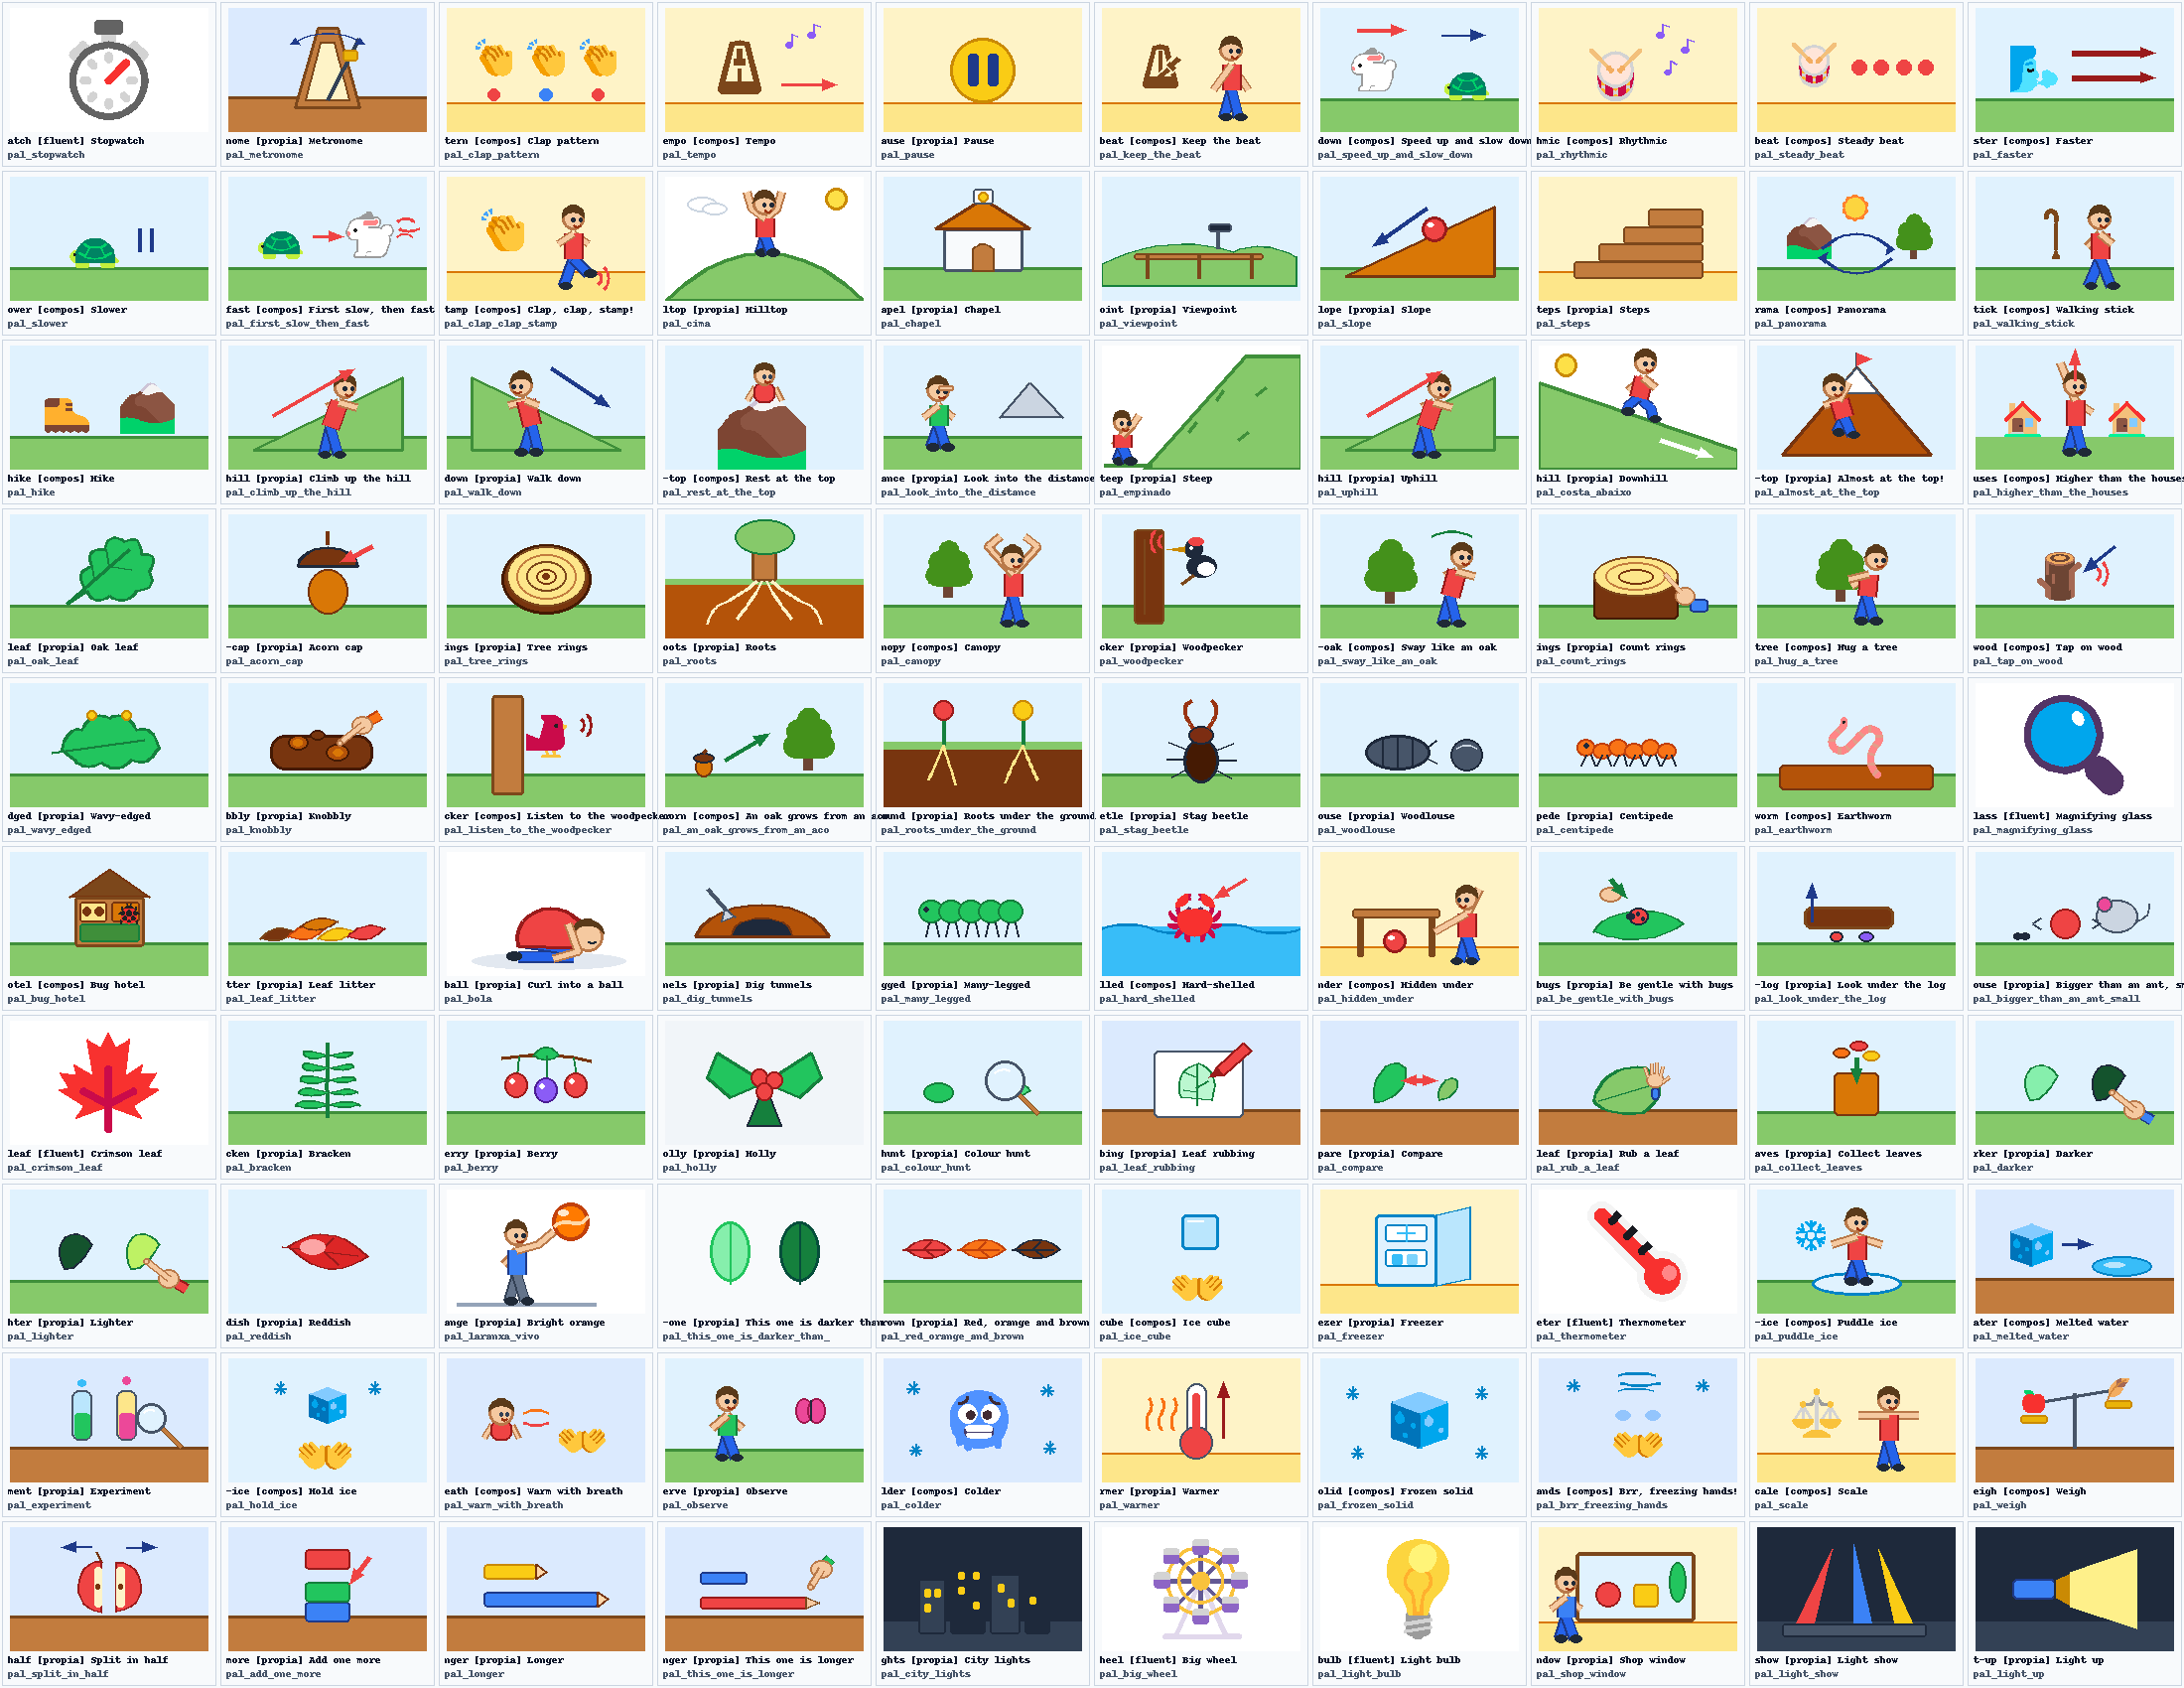 atch [fluent] Stopwatch
pal_stopwatch
nome [propia] Metronome
pal_metronome
tern [compos] Clap pattern
pal_clap_pattern
empo [compos] Tempo
pal_tempo
ause [propia] Pause
pal_pause
beat [compos] Keep the beat
pal_keep_the_beat
down [compos] Speed up and slow down
pal_speed_up_and_slow_down
hmic [compos] Rhythmic
pal_rhythmic
beat [compos] Steady beat
pal_steady_beat
ster [compos] Faster
pal_faster
ower [compos] Slower
pal_slower
fast [compos] First slow, then fast
pal_first_slow_then_fast
tamp [compos] Clap, clap, stamp!
pal_clap_clap_stamp
ltop [propia] Hilltop
pal_cima
apel [propia] Chapel
pal_chapel
oint [propia] Viewpoint
pal_viewpoint
lope [propia] Slope
pal_slope
teps [propia] Steps
pal_steps
rama [compos] Panorama
pal_panorama
tick [compos] Walking stick
pal_walking_stick
hike [compos] Hike
pal_hike
hill [propia] Climb up the hill
pal_climb_up_the_hill
down [propia] Walk down
pal_walk_down
-top [compos] Rest at the top
pal_rest_at_the_top
ance [propia] Look into the distance
pal_look_into_the_distance
teep [propia] Steep
pal_empinado
hill [propia] Uphill
pal_uphill
hill [propia] Downhill
pal_costa_abaixo
-top [propia] Almost at the top!
pal_almost_at_the_top
uses [compos] Higher than the houses
pal_higher_than_the_houses
leaf [propia] Oak leaf
pal_oak_leaf
-cap [propia] Acorn cap
pal_acorn_cap
ings [propia] Tree rings
pal_tree_rings
oots [propia] Roots
pal_roots
nopy [compos] Canopy
pal_canopy
cker [propia] Woodpecker
pal_woodpecker
-oak [compos] Sway like an oak
pal_sway_like_an_oak
ings [propia] Count rings
pal_count_rings
tree [compos] Hug a tree
pal_hug_a_tree
wood [compos] Tap on wood
pal_tap_on_wood
dged [propia] Wavy-edged
pal_wavy_edged
bbly [propia] Knobbly
pal_knobbly
cker [compos] Listen to the woodpecker
pal_listen_to_the_woodpecker
orn [compos] An oak grows from an
pal_an_oak_grows_from_an_aco
und [propia] Roots under the ground
pal_roots_under_the_ground
etle [propia] Stag beetle
pal_stag_beetle
ouse [propia] Woodlouse
pal_woodlouse
pede [propia] Centipede
pal_centipede
worm [compos] Earthworm
pal_earthworm
lass [fluent] Magnifying glass
pal_magnifying_glass
otel [compos] Bug hotel
pal_bug_hotel
tter [propia] Leaf litter
pal_leaf_litter
ball [propia] Curl into a ball
pal_bola
nels [propia] Dig tunnels
pal_dig_tunnels
gged [propia] Many-legged
pal_many_legged
lled [compos] Hard-shelled
pal_hard_shelled
nder [compos] Hidden under
pal_hidden_under
bugs [propia] Be gentle with bugs
pal_be_gentle_with_bugs
-log [propia] Look under the log
pal_look_under_the_log
ouse [propia] Bigger than an ant, s
pal_bigger_than_an_ant_small
leaf [fluent] Crimson leaf
pal_crimson_leaf
cken [propia] Bracken
pal_bracken
erry [propia] Berry
pal_berry
olly [propia] Holly
pal_holly
hunt [propia] Colour hunt
pal_colour_hunt
bing [propia] Leaf rubbing
pal_leaf_rubbing
pare [propia] Compare
pal_compare
leaf [propia] Rub a leaf
pal_rub_a_leaf
aves [propia] Collect leaves
pal_collect_leaves
rker [propia] Darker
pal_darker
hter [propia] Lighter
pal_lighter
dish [propia] Reddish
pal_reddish
ange [propia] Bright orange
pal_laranxa_vivo
-one [propia] This one is darker than
pal_this_one_is_darker_than_
rown [propia] Red, orange and brown
pal_red_orange_and_brown
cube [compos] Ice cube
pal_ice_cube
ezer [propia] Freezer
pal_freezer
eter [fluent] Thermometer
pal_thermometer
-ice [compos] Puddle ice
pal_puddle_ice
ater [compos] Melted water
pal_melted_water
ment [propia] Experiment
pal_experiment
-ice [compos] Hold ice
pal_hold_ice
eath [compos] Warm with breath
pal_warm_with_breath
erve [propia] Observe
pal_observe
lder [compos] Colder
pal_colder
rmer [propia] Warmer
pal_warmer
olid [compos] Frozen solid
pal_frozen_solid
ands [compos] Brr, freezing hands!
pal_brr_freezing_hands
cale [compos] Scale
pal_scale
eigh [compos] Weigh
pal_weigh
half [propia] Split in half
pal_split_in_half
more [propia] Add one more
pal_add_one_more
nger [propia] Longer
pal_longer
nger [propia] This one is longer
pal_this_one_is_longer
ghts [propia] City lights
pal_city_lights
heel [fluent] Big wheel
pal_big_wheel
bulb [fluent] Light bulb
pal_light_bulb
ndow [propia] Shop window
pal_shop_window
show [propia] Light show
pal_light_show
t-up [propia] Light up
pal_light_up